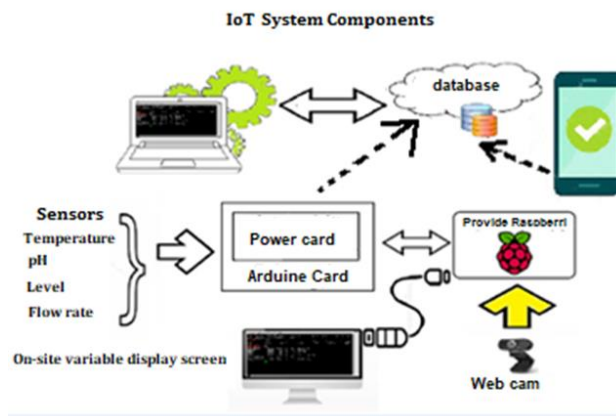 IoT System Components
database
Sensors
Temperature
pH
Level
Flow rate
Power card
Arduine Card
Provide Rasoberri
On-site variable display screen
Web cam